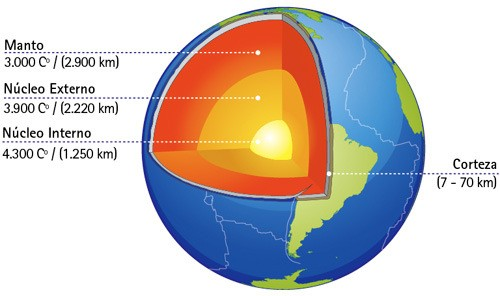 Manto
3.000 Cº / (2.900 km)
Núcleo Externo
3.900 Cº / (2.220 km)
Núcleo Interno
4.300 Cº / (1.250 km)
Corteza
(7 - 70 km)